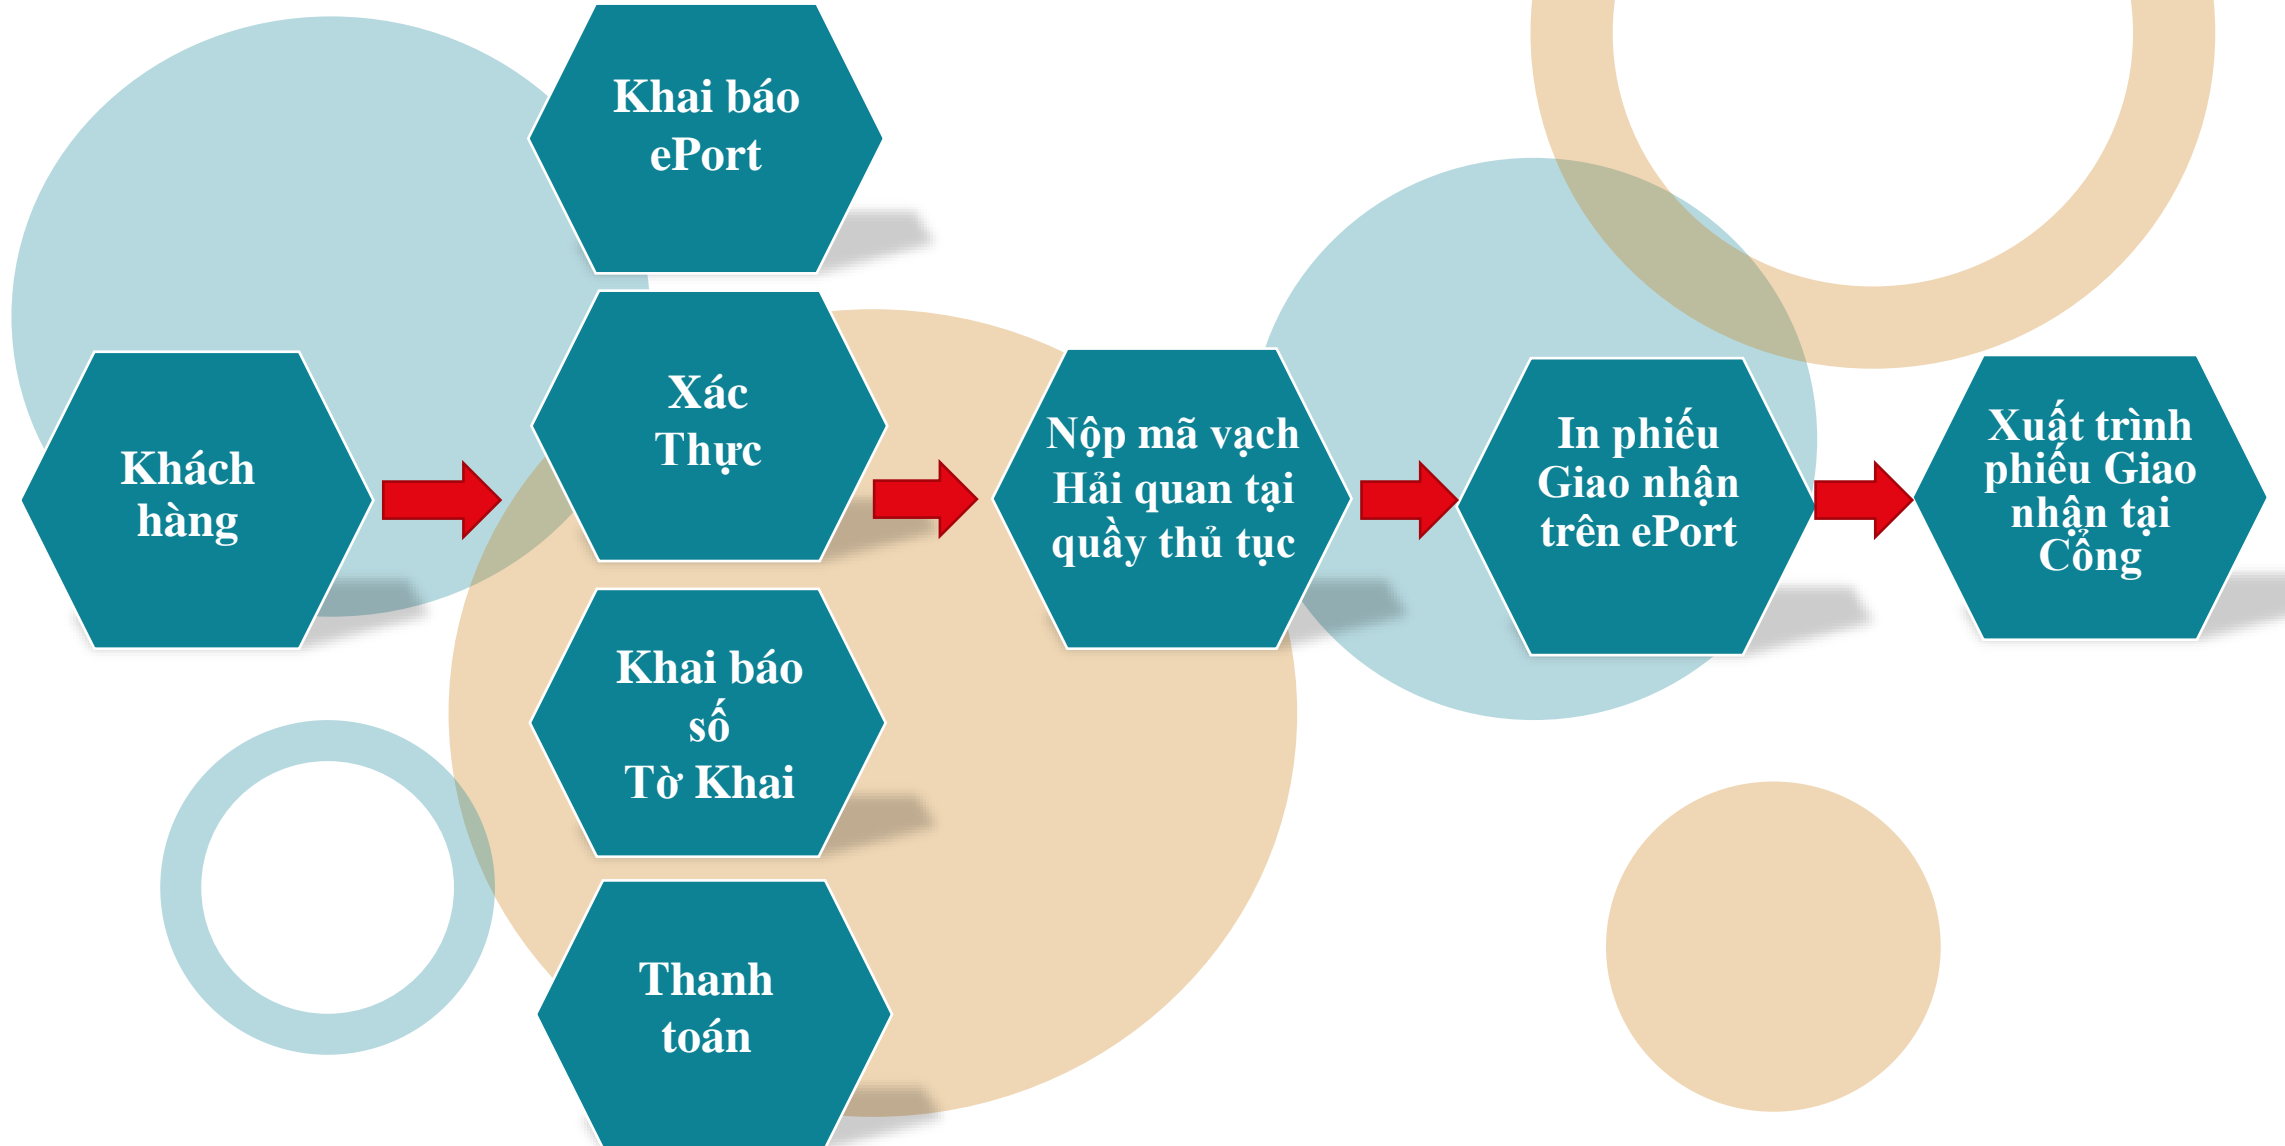 Khách
hàng
Khai báo
ePort
Xác
Thực
Khai báo
số
Tờ Khai
Thanh
toán
Nộp mã vạch
Hải quan tại
quầy thủ tục
In phiếu
Giao nhận
trên ePort
Xuất trình
phiếu Giao
nhận tại
Cổng